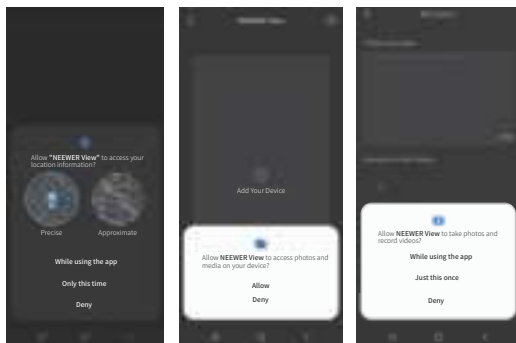 Allow "NEEWER View" to access your
location information?
Precise
Approximate
While using the app
Only this time
Deny
NEEWER View
Add Your Device
Allow NEEWER View to access photos and
media on your device?
Allow
Deny
Allow NEEWER View to take photos and
record videos?
While using the app
Just this once
Deny